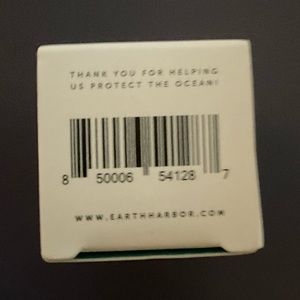 THANK YOU FOR HELPING
US PROTECT THE OCEAN!
8 50006 54128 7
WWW.EARTHHARBOR.COM